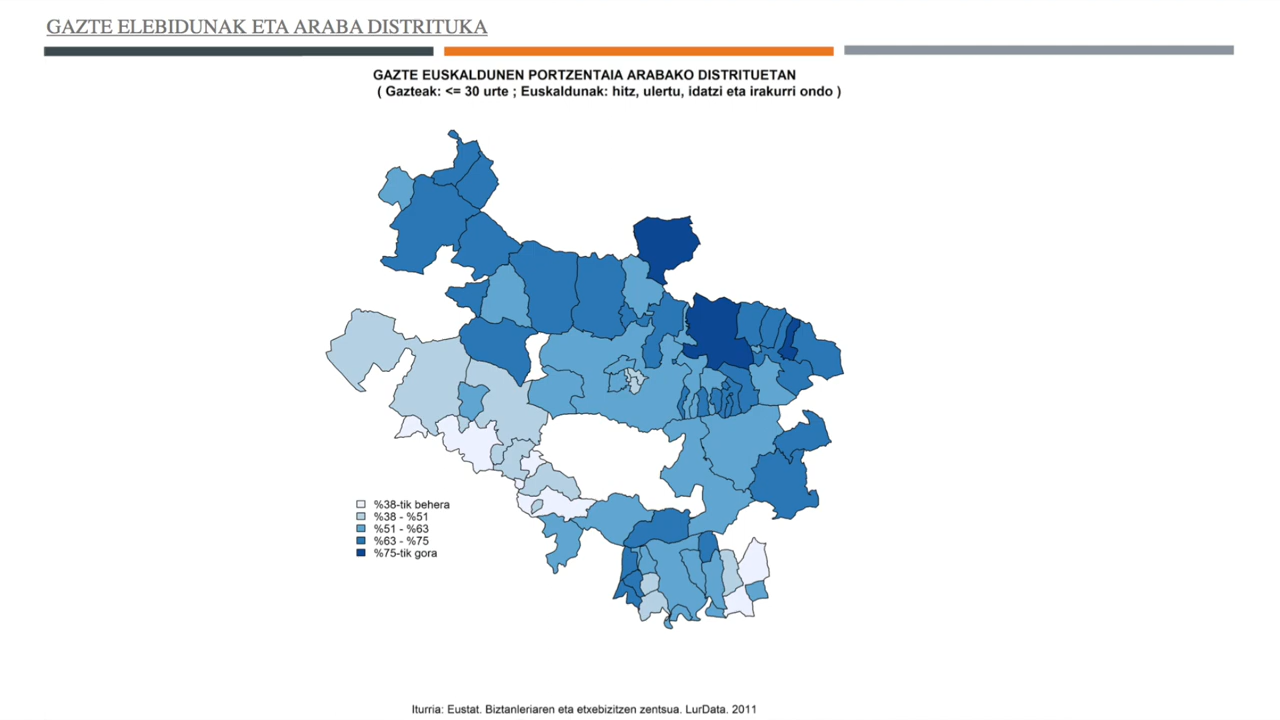 GAZTE ELEBIDUNAK ETA ARABA DISTRITUKA
GAZTE EUSKALDUNEN PORTZENTAIA ARABAKO DISTRITUETAN
( Gazteak: <= 30 urte ; Euskaldunak: hitz, ulertu, idatzi eta irakurri ondo )
%38-tik behera
%38 - %51
%51 - %63
%63 - %75
%75-tik gora
Iturria: Eustat. Biztanleriaren eta etxebizitzen zentsua. LurData. 2011